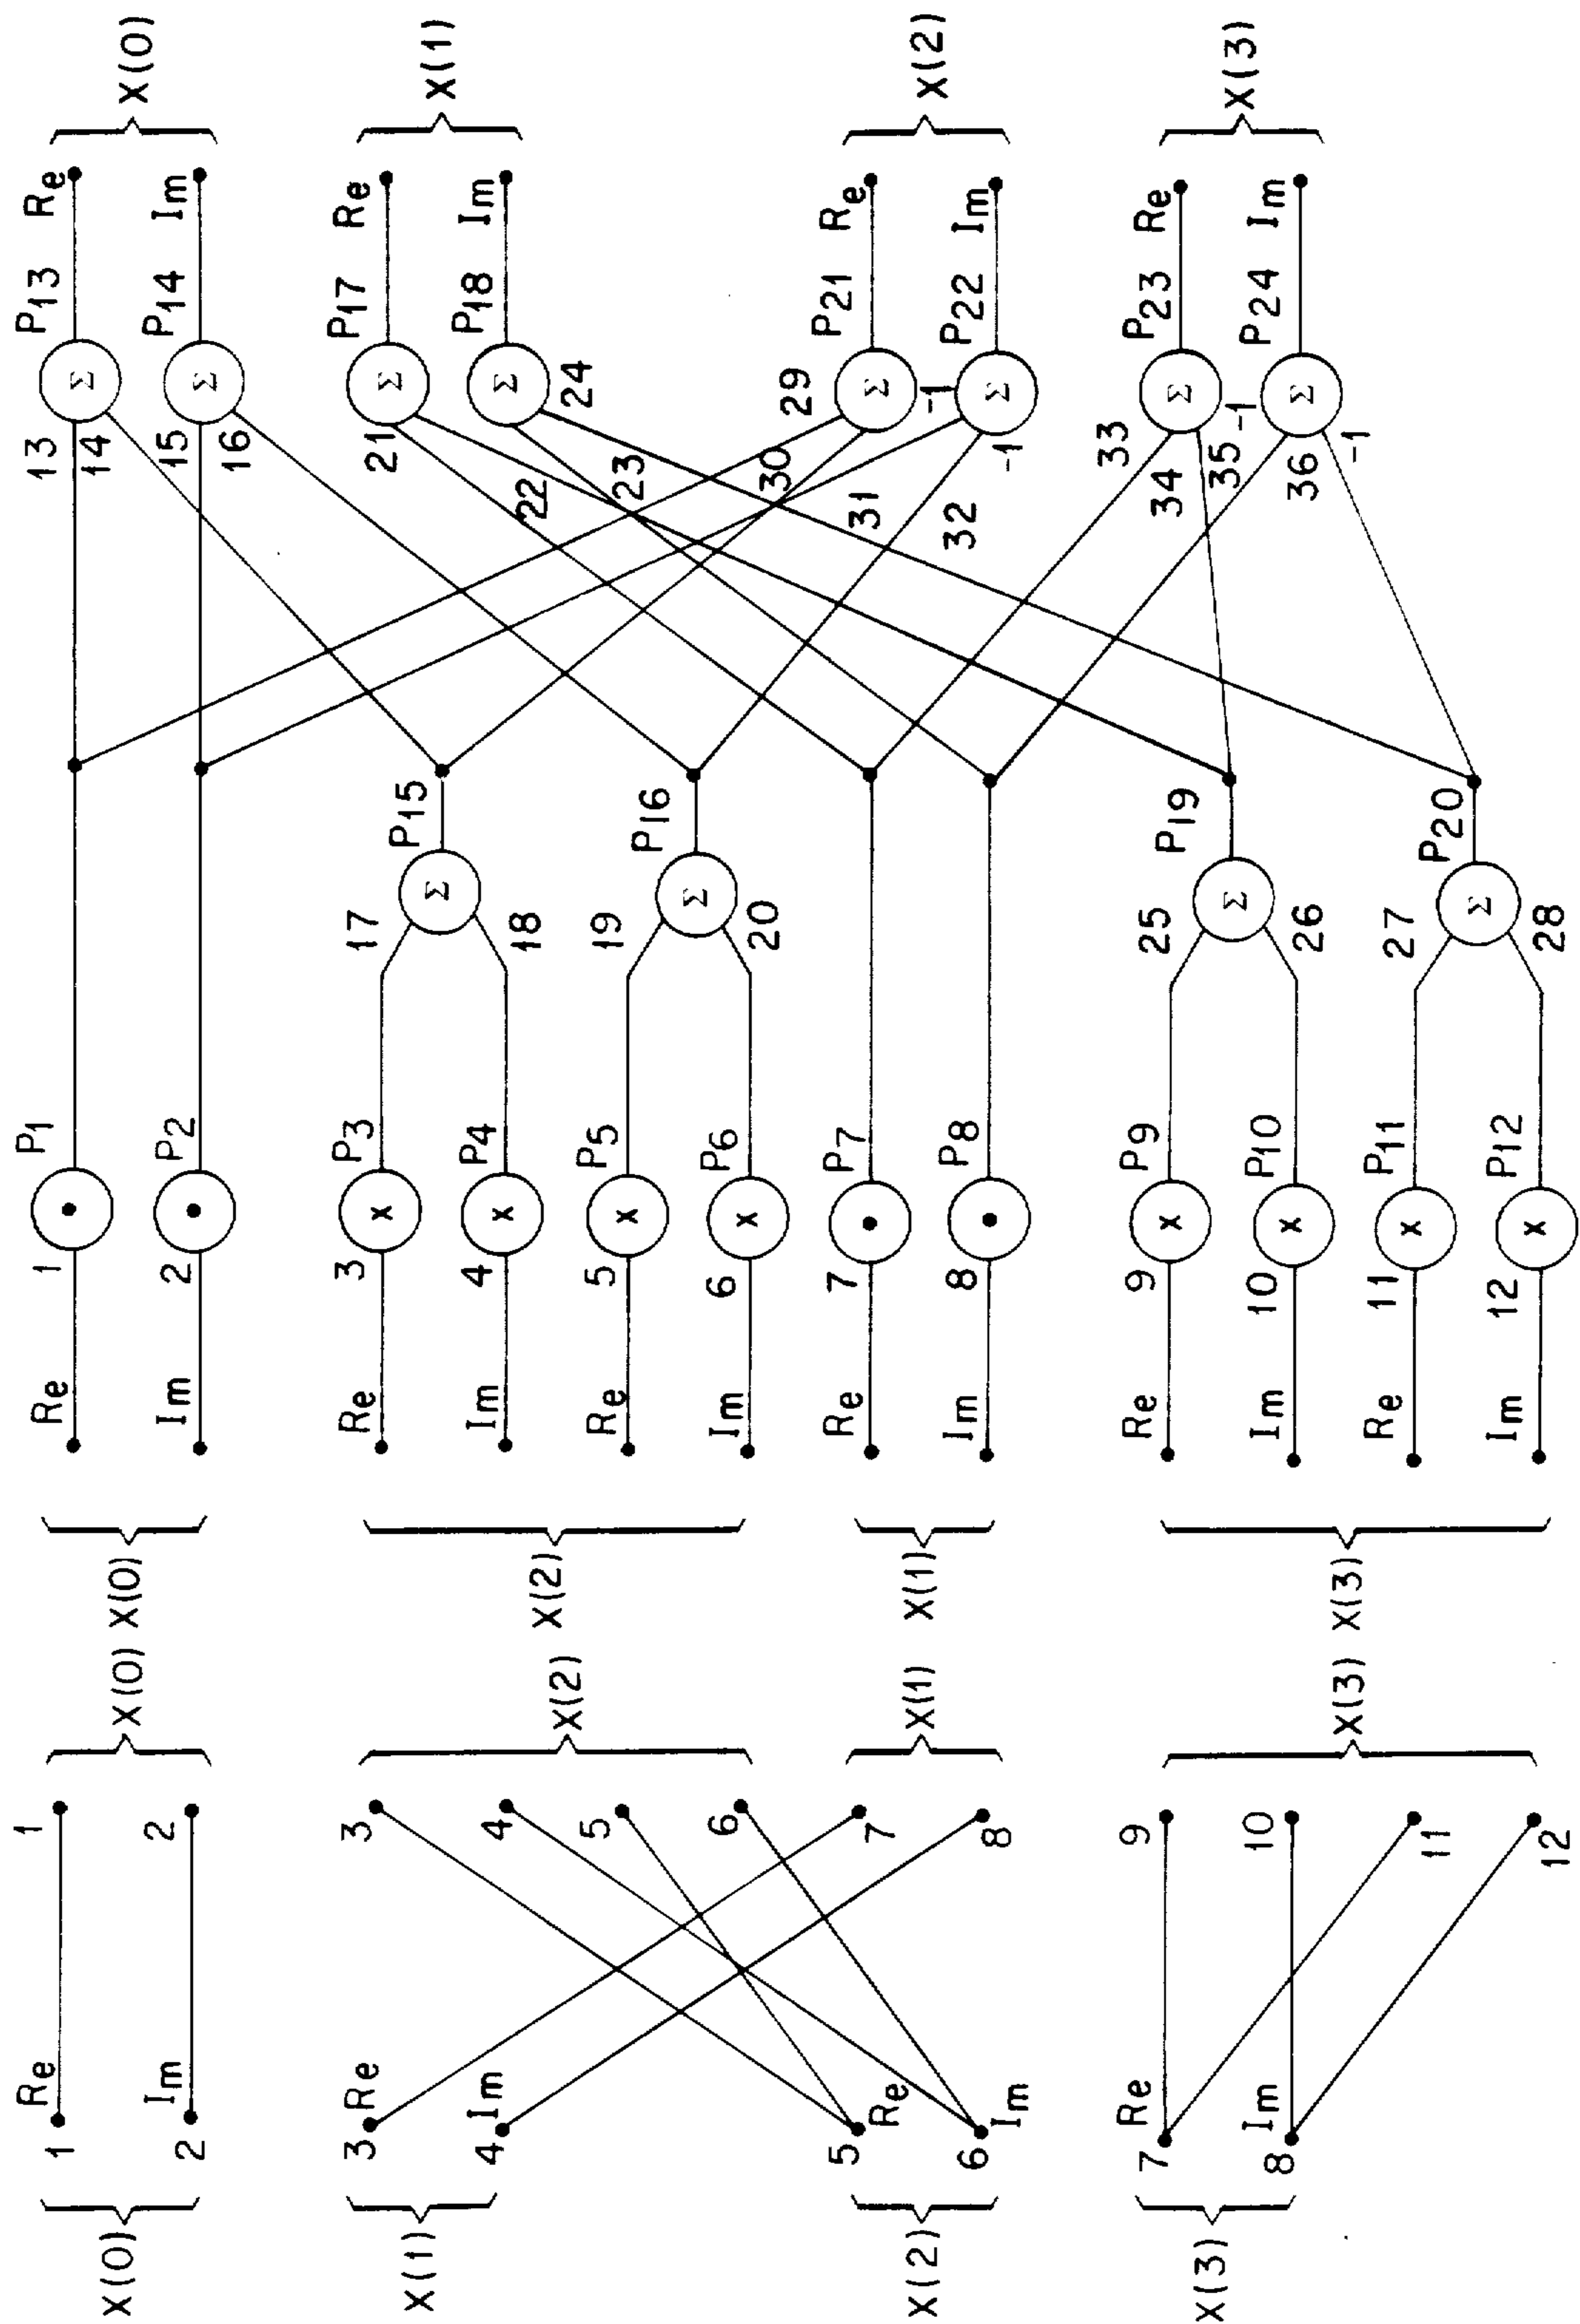 X(0)
X(1)
X(2)
X(3)
1 Re
2 Im
3 Re
4 Im
5 Re
6 Im
7 Re
8 Im
1
2
3
4
5
6
7
8
9
10
11
12
X(0)
X(2)
X(1)
X(3)
X(0)
X(2)
X(1)
X(3)
Re 1 P1
Im 2 P2
Re 3 x P3
Im 4 x P4
Re 5 x P5
Im 6 x P6
Re 7 P7
Im 8 P8
Re 9 x P9
Im 10 x P10
Re 11 x P11
Im 12 x P12
17 18 Σ P15
19 20 Σ P16
25 26 Σ P19
27 28 Σ P20
13 14 Σ P13 Re
15 16 Σ P14 Im
21 22 Σ P17 Re
23 24 Σ P18 Im
29 30 Σ P21 Re
31 32 -1 -1 Σ P22 Im
33 34 Σ P23 Re
35 36 -1 -1 Σ P24 Im
X(0)
X(1)
X(2)
X(3)